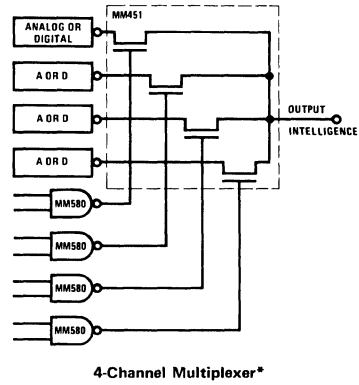 MM451
ANALOG OR
DIGITAL
A OR D
A OR D
A OR D
OUTPUT
INTELLIGENCE
MM580
MM580
MM580
MM580
4-Channel Multiplexer*